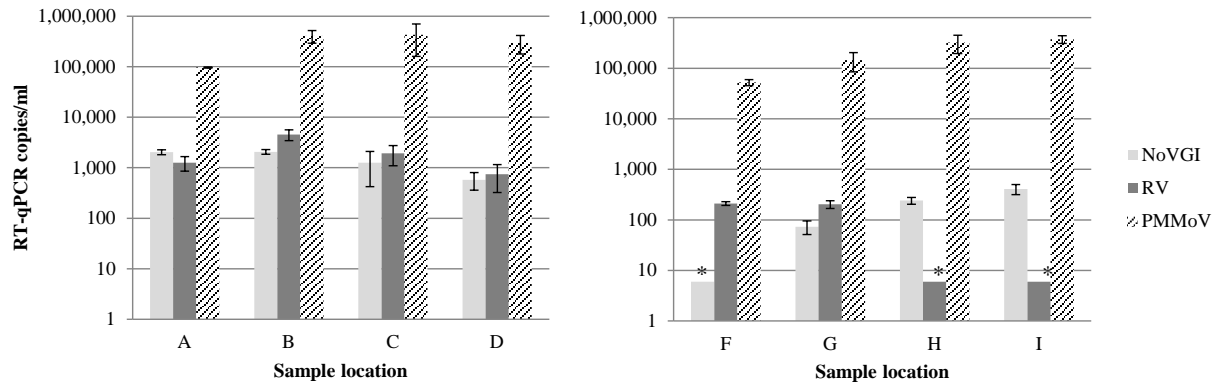 RT-qPCR copies/ml
1,000,000
100,000
10,000
1,000
100
10
1
A B C D
Sample location
1,000,000
100,000
10,000
1,000
100
10
1
* * *
F G H I
Sample location
NoVGI
RV
PMMoV